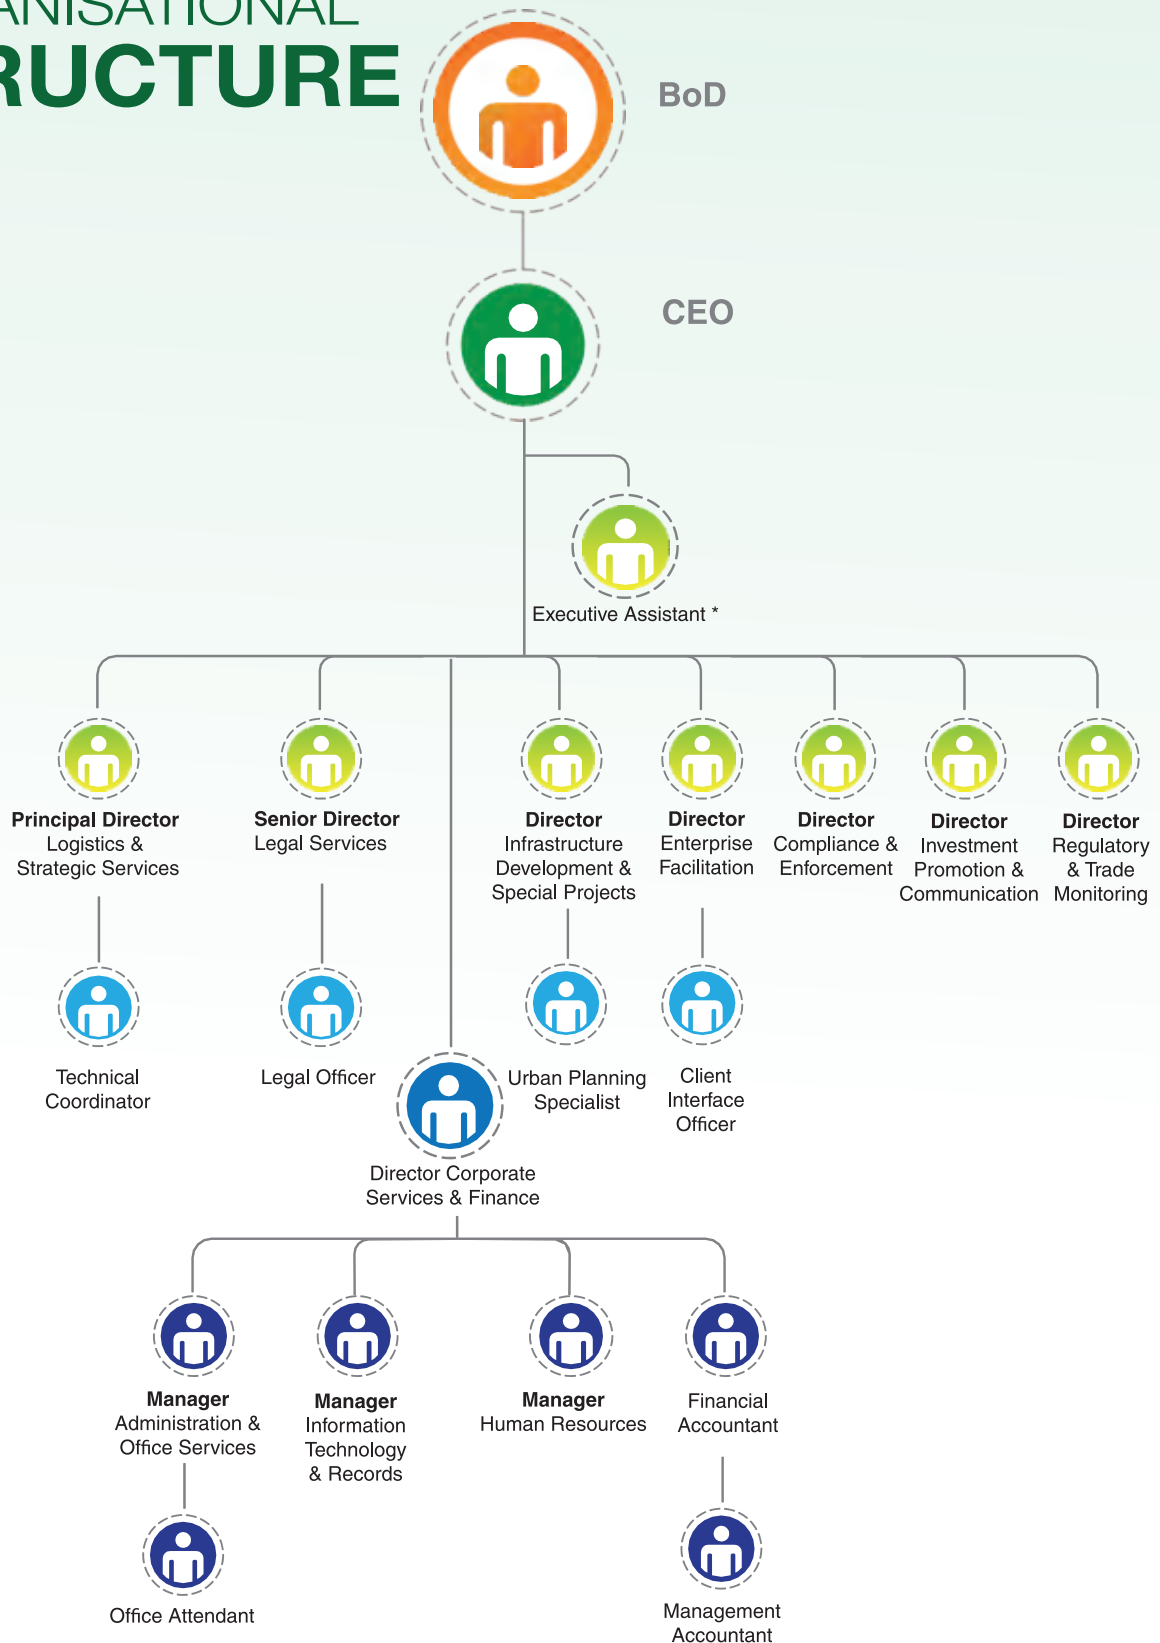 ANISATIONAL
RUCTURE
BoD
CEO
Executive Assistant *
Principal Director
Logistics &
Strategic Services
Senior Director
Legal Services
Director
Infrastructure
Development &
Special Projects
Director
Enterprise
Facilitation
Director
Compliance &
Enforcement
Director
Investment
Promotion &
Communication
Director
Regulatory
& Trade
Monitoring
Technical
Coordinator
Legal Officer
Urban Planning
Specialist
Client
Interface
Officer
Director Corporate
Services & Finance
Manager
Administration &
Office Services
Manager
Information
Technology
& Records
Manager
Human Resources
Financial
Accountant
Office Attendant
Management
Accountant